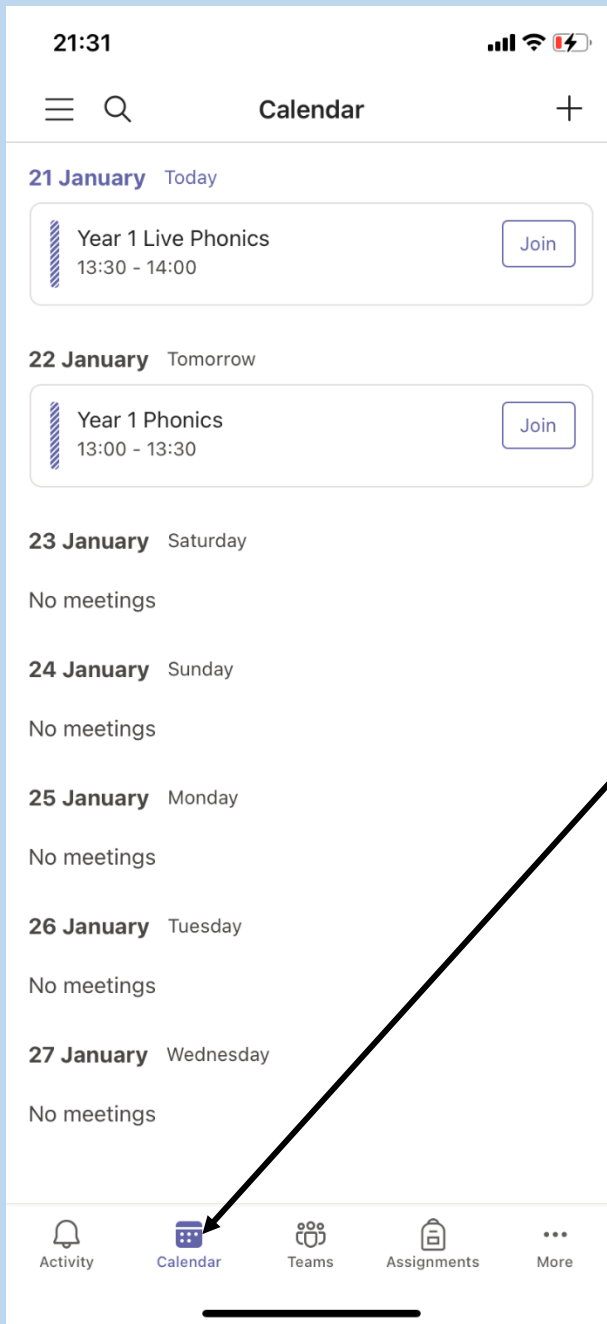 21:31
Calendar
21 January Today
Year 1 Live Phonics
Join
13:30 - 14:00
22 January Tomorrow
Year 1 Phonics
Join
13:00 - 13:30
23 January Saturday
No meetings
24 January Sunday
No meetings
25 January Monday
No meetings
26 January Tuesday
No meetings
27 January Wednesday
No meetings
Activity Calendar Teams Assignments More